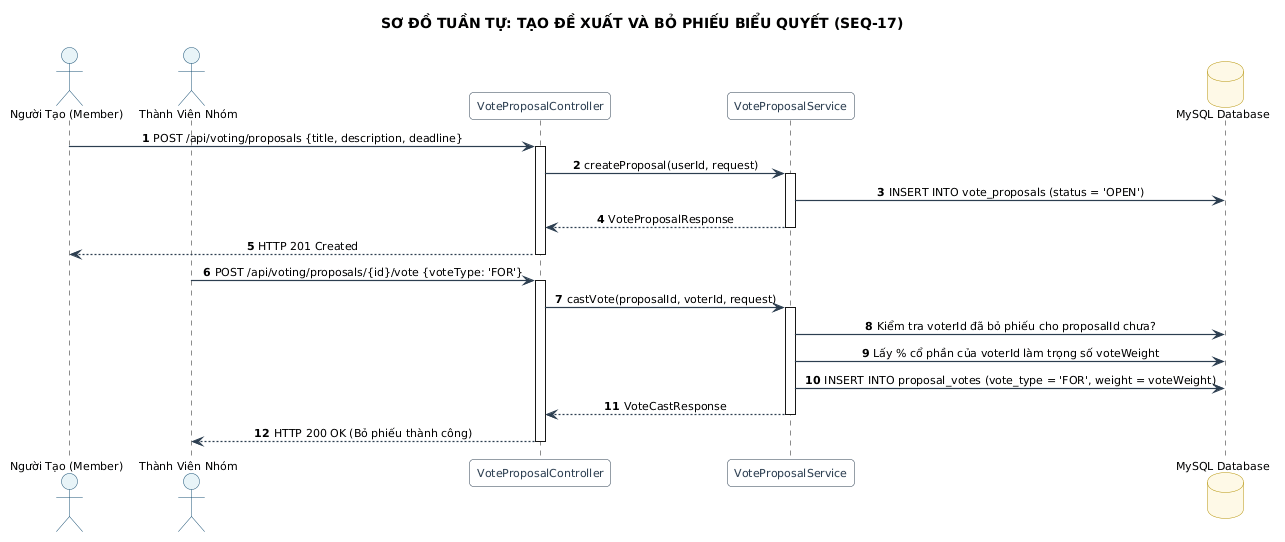 SƠ ĐỒ TUẦN TỰ: TẠO ĐỀ XUẤT VÀ BỎ PHIẾU BIỂU QUYẾT (SEQ-17)
Người Tạo (Member)
Thành Viên Nhóm
VoteProposalController
VoteProposalService
MySQL Database
1 POST /api/voting/proposals {title, description, deadline}
2 createProposal(userId, request)
3 INSERT INTO vote_proposals (status = 'OPEN')
4 VoteProposalResponse
5 HTTP 201 Created
6 POST /api/voting/proposals/{id}/vote {voteType: 'FOR'}
7 castVote(proposalId, voterId, request)
8 Kiểm tra voterId đã bỏ phiếu cho proposalId chưa?
9 Lấy % cổ phần của voterId làm trọng số voteWeight
10 INSERT INTO proposal_votes (vote_type = 'FOR', weight = voteWeight)
11 VoteCastResponse
12 HTTP 200 OK (Bỏ phiếu thành công)
Người Tạo (Member)
Thành Viên Nhóm
VoteProposalController
VoteProposalService
MySQL Database